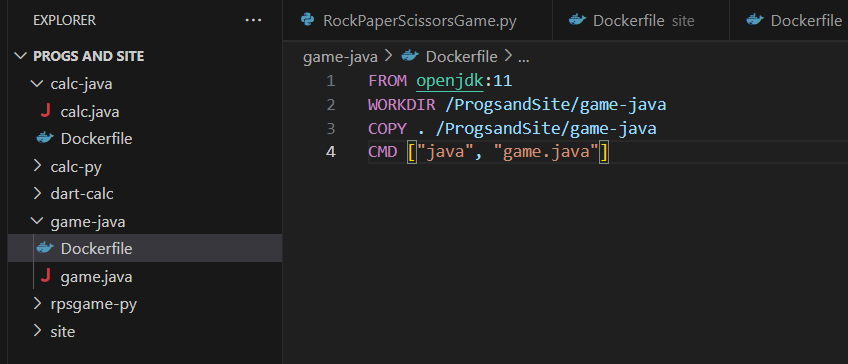 EXPLORER ...
PROGS AND SITE
calc-java
J calc.java
Dockerfile
calc-py
dart-calc
game-java
Dockerfile
J game.java
rpsgame-py
site
RockPaperScissorsGame.py Dockerfile site Dockerfile
game-java > Dockerfile > ...
1 FROM openjdk:11
2 WORKDIR /ProgsandSite/game-java
3 COPY . /ProgsandSite/game-java
4 CMD ["java", "game.java"]